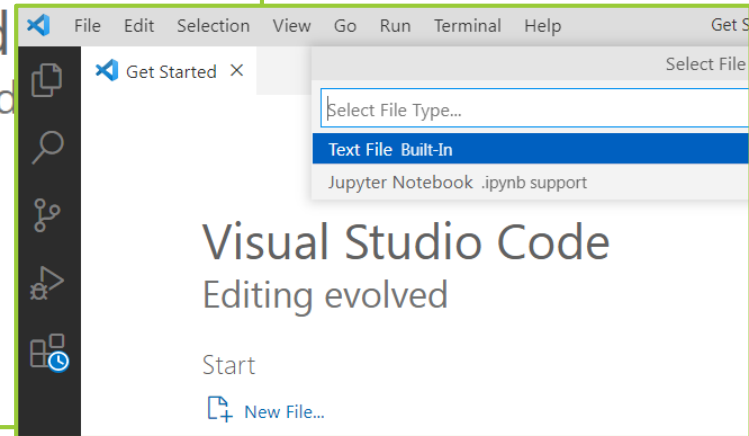 File Edit Selection View Go Run Terminal Help Get S
Get Started
Select File
Select File Type...
Text File Built-In
Jupyter Notebook .ipynb support
Visual Studio Code
Editing evolved
Start
New File...